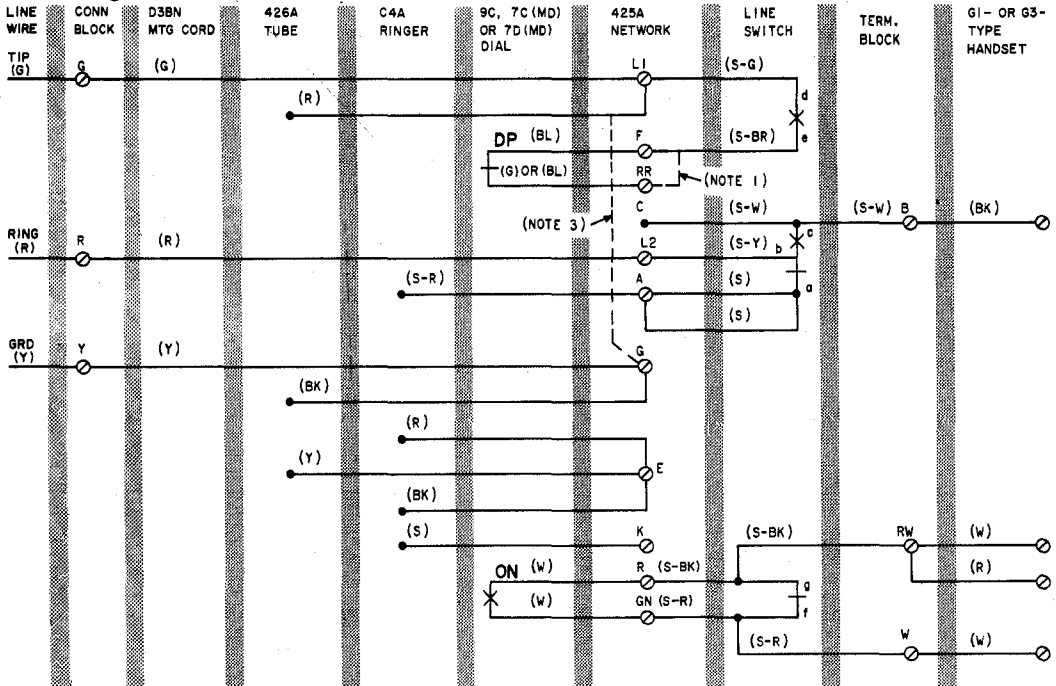 LINE WIRE
CONN BLOCK
D3BN MTG CORD
426A TUBE
C4A RINGER
9C, 7C(MD) OR 7D(MD) DIAL
425A NETWORK
LINE SWITCH
TERM. BLOCK
G1- OR G3- TYPE HANDSET
TIP (G)
G
(G)
L1
(S-G)
d
(R)
e
DP (BL)
F
(S-BR)
(G) OR (BL)
RR
(NOTE 1)
C
(S-W)
c
(S-W) B
(BK)
(NOTE 3)
RING (R)
R
(R)
L2
(S-Y)
b
(S-R)
A
(S)
a
(S)
GRD (Y)
Y
(Y)
G
(BK)
(R)
(Y)
E
(BK)
(S)
K
(S-BK)
RW
(W)
ON (W)
R (S-BK)
(R)
g
(W)
GN (S-R)
f
(S-R)
W
(W)